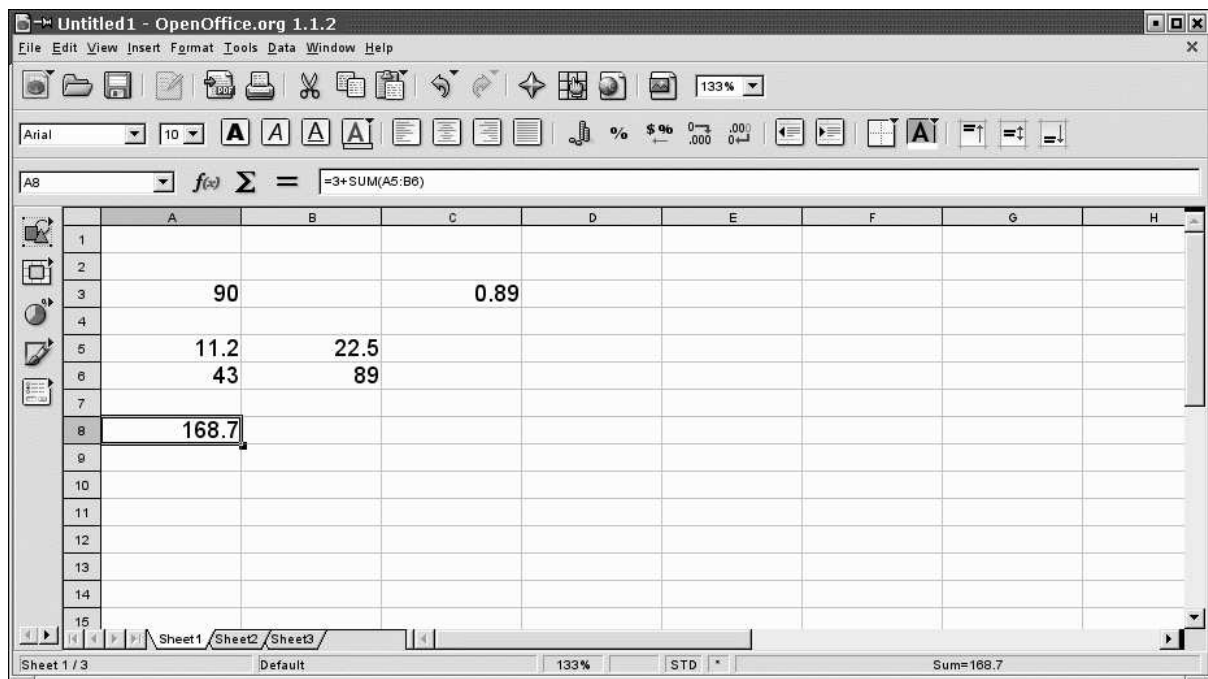 Untitled1 - OpenOffice.org 1.1.2
File Edit View Insert Format Tools Data Window Help
133%
Arial 10
A8 f(x) Σ = =3+SUM(A5:B6)
A B C D E F G H
1
2
3 90 0.89
4
5 11.2 22.5
6 43 89
7
8 168.7
9
10
11
12
13
14
15
Sheet1 Sheet2 Sheet3
Sheet 1 / 3 Default 133% STD * Sum=168.7